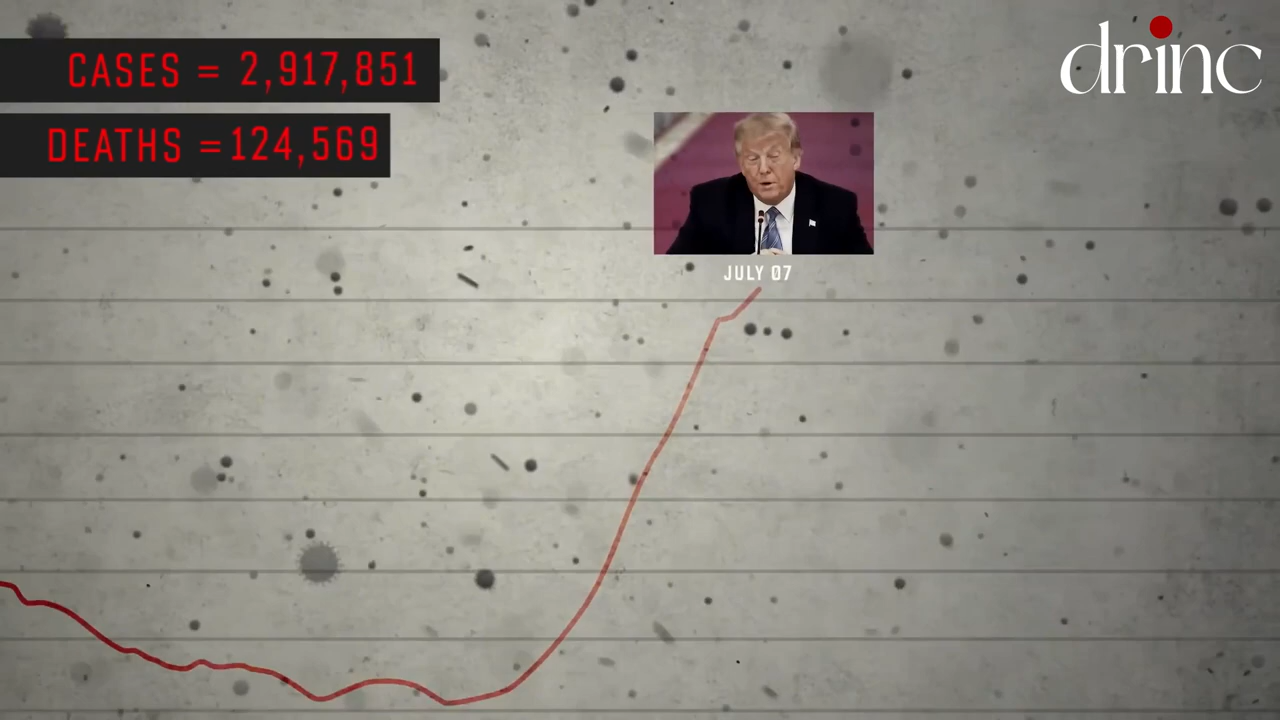 CASES = 2,917,851
DEATHS =124,569
drinc
JULY 07